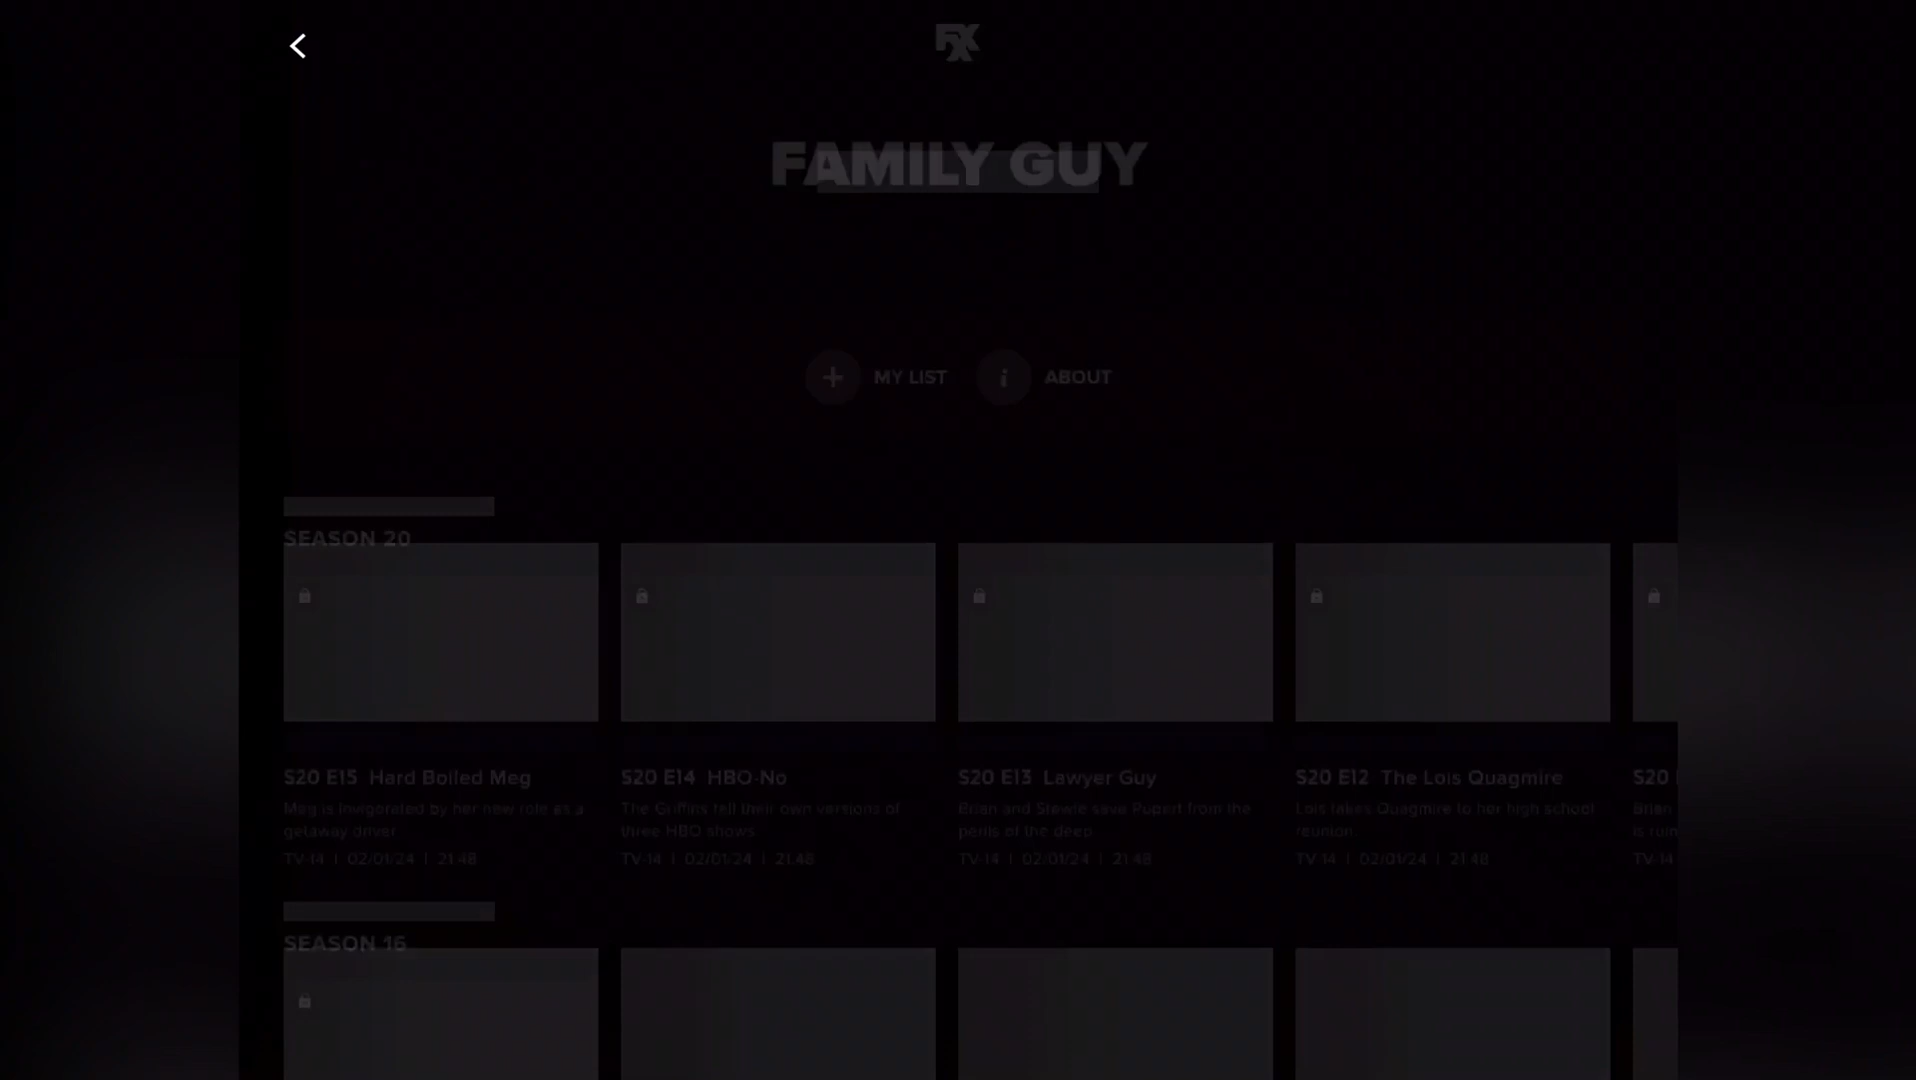 FX
FAMILY GUY
MY LIST
ABOUT
SEASON 20
S20 E15 Hard Boiled Meg
Meg is invigorated by her new role as a
getaway driver
TV-14 | 02/01/24 | 21:48
S20 E14 HBO-No
The Griffins tell their own versions of
three HBO shows
TV-14 | 02/01/24 | 21:48
S20 E13 Lawyer Guy
Brian and Stewie save Rupert from the
perils of the deep
TV-14 | 02/01/24 | 21:48
S20 E12 The Lois Quagmire
Lois takes Quagmire to her high school
reunion
TV-14 | 02/01/24 | 21:48
S20
Brian
is
TV-14
SEASON 16